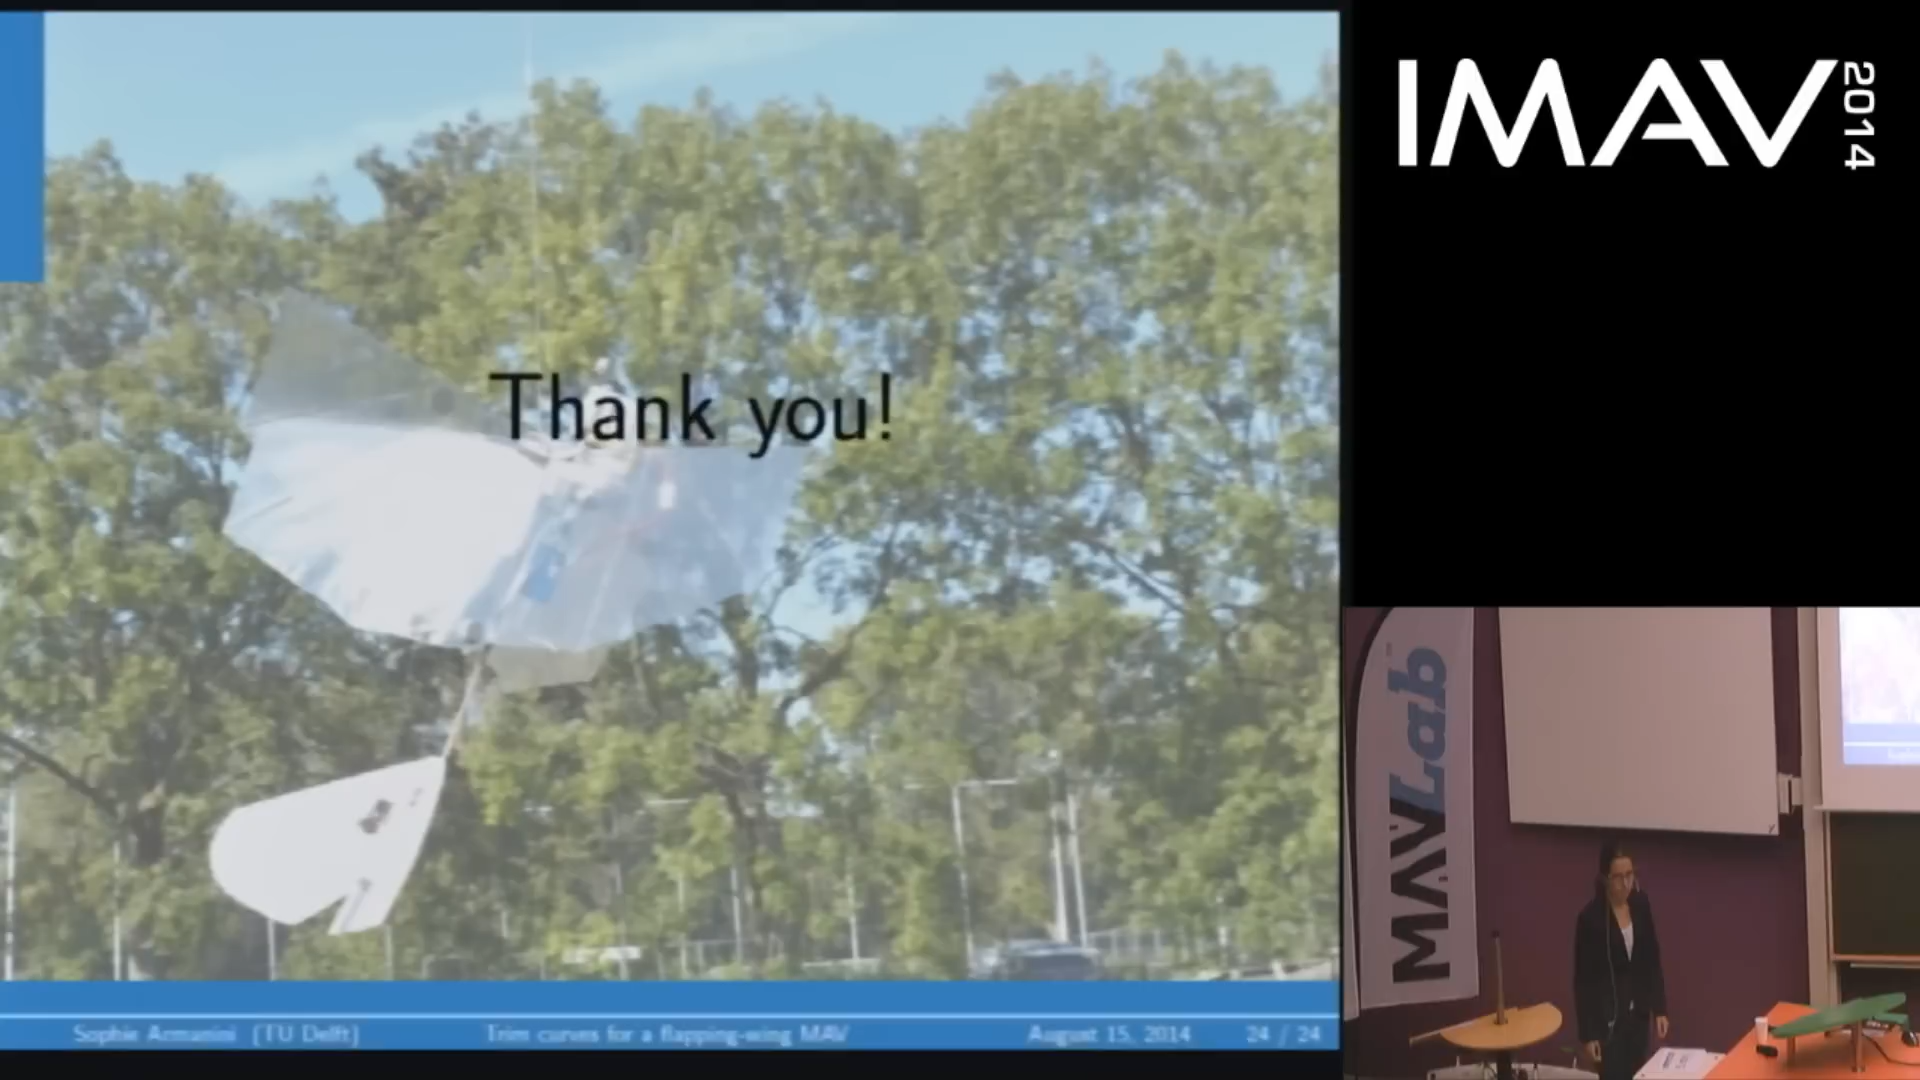 Thank you!
Sophie Armanini (TU Delft)
Trim curves for a flapping-wing MAV
August 15, 2014
24 / 24
IMAV 2014
MAVLab